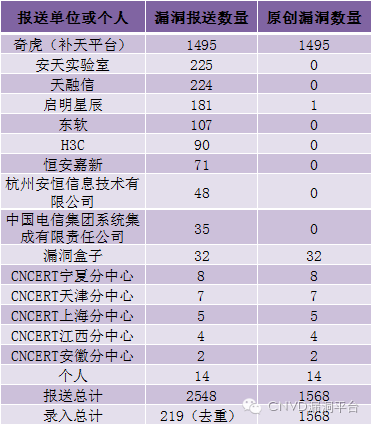 报送单位或个人 漏洞报送数量 原创漏洞数量
奇虎（补天平台） 1495 1495
安天实验室 225 0
天融信 224 0
启明星辰 181 1
东软 107 0
H3C 90 0
恒安嘉新 71 0
杭州安恒信息技术有
限公司 48 0
中国电信集团系统集
成有限责任公司 35 0
漏洞盒子 32 32
CNCERT宁夏分中心 8 8
CNCERT天津分中心 7 7
CNCERT上海分中心 5 5
CNCERT江西分中心 4 4
CNCERT安徽分中心 2 2
个人 14 14
报送总计 2548 1568
录入总计 219（去重） 1568
CNVD漏洞平台